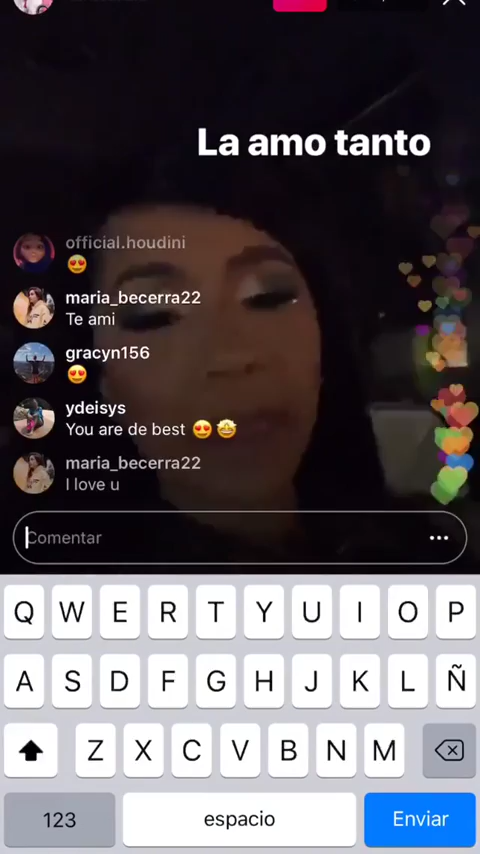 La amo tanto
official.houdini
😍
maria_becerra22
Te ami
gracyn156
😍
ydeisys
You are de best 😍🤩
maria_becerra22
I love u
Comentar
Q W E R T Y U I O P
A S D F G H J K L Ñ
Z X C V B N M
123 espacio Enviar